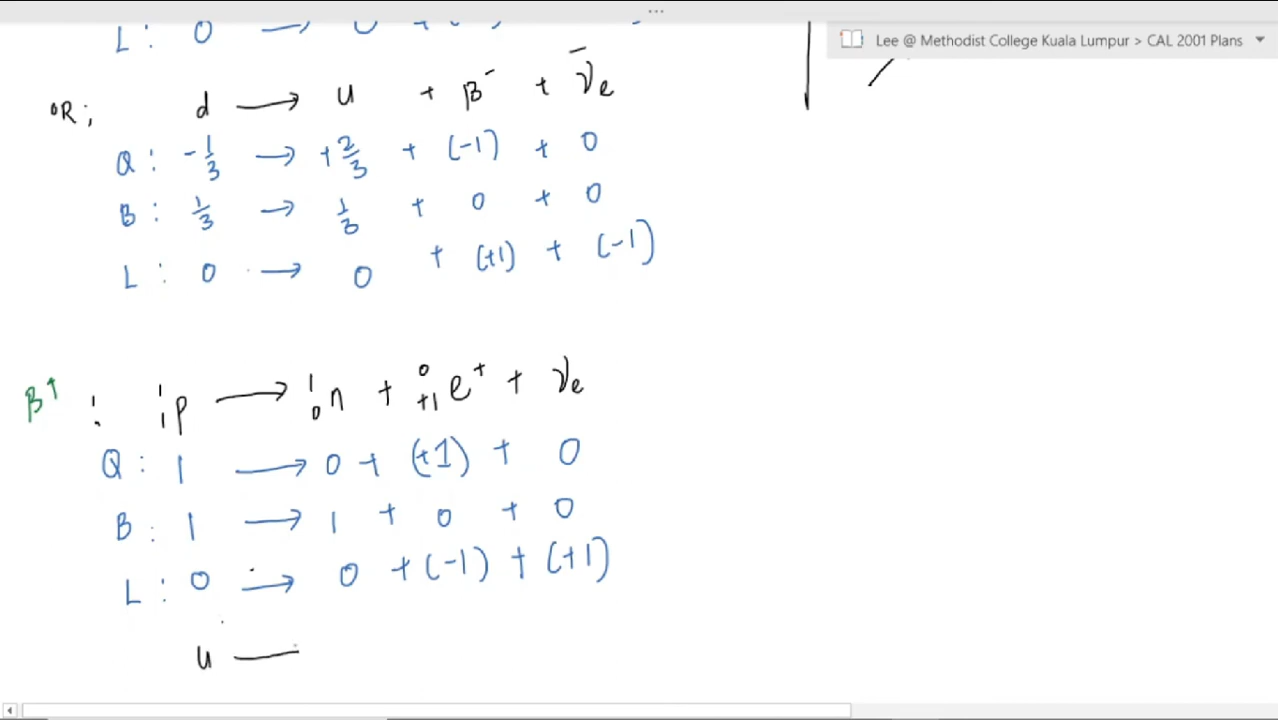 L : 0 → 0 +
Lee @ Methodist College Kuala Lumpur > CAL 2001 Plans
OR; d → u + β⁻ + ν̄e
Q : -1/3 → +2/3 + (-1) + 0
B : 1/3 → 1/3 + 0 + 0
L : 0 → 0 + (+1) + (-1)
β⁺ : ¹₁p → ¹₀n + ⁰₊₁e⁺ + νe
Q : 1 → 0 + (+1) + 0
B : 1 → 1 + 0 + 0
L : 0 → 0 + (-1) + (+1)
u —